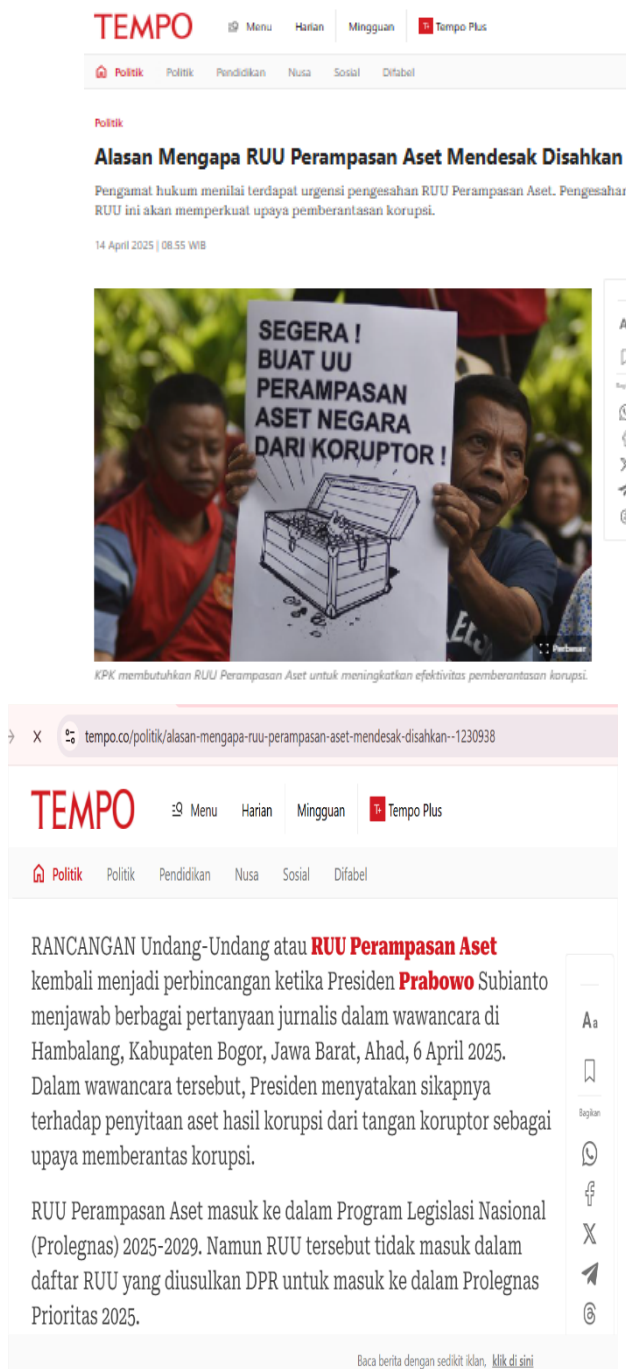 TEMPO
Menu Harian Mingguan T+ Tempo Plus
Politik Politik Pendidikan Nusa Sosial Difabel
Politik
Alasan Mengapa RUU Perampasan Aset Mendesak Disahkan
Pengamat hukum menilai terdapat urgensi pengesahan RUU Perampasan Aset. Pengesahan
RUU ini akan memperkuat upaya pemberantasan korupsi.
14 April 2025 | 08.55 WIB
SEGERA !
BUAT UU
PERAMPASAN
ASET NEGARA
DARI KORUPTOR !
Perbesar
KPK membutuhkan RUU Perampasan Aset untuk meningkatkan efektivitas pemberantasan korupsi.
tempo.co/politik/alasan-mengapa-ruu-perampasan-aset-mendesak-disahkan--1230938
TEMPO
Menu Harian Mingguan T+ Tempo Plus
Politik Politik Pendidikan Nusa Sosial Difabel
RANCANGAN Undang-Undang atau RUU Perampasan Aset
kembali menjadi perbincangan ketika Presiden Prabowo Subianto
menjawab berbagai pertanyaan jurnalis dalam wawancara di
Hambalang, Kabupaten Bogor, Jawa Barat, Ahad, 6 April 2025.
Dalam wawancara tersebut, Presiden menyatakan sikapnya
terhadap penyitaan aset hasil korupsi dari tangan koruptor sebagai
upaya memberantas korupsi.
Aa
Bagikan
RUU Perampasan Aset masuk ke dalam Program Legislasi Nasional
(Prolegnas) 2025-2029. Namun RUU tersebut tidak masuk dalam
daftar RUU yang diusulkan DPR untuk masuk ke dalam Prolegnas
Prioritas 2025.
Baca berita dengan sedikit iklan, klik di sini